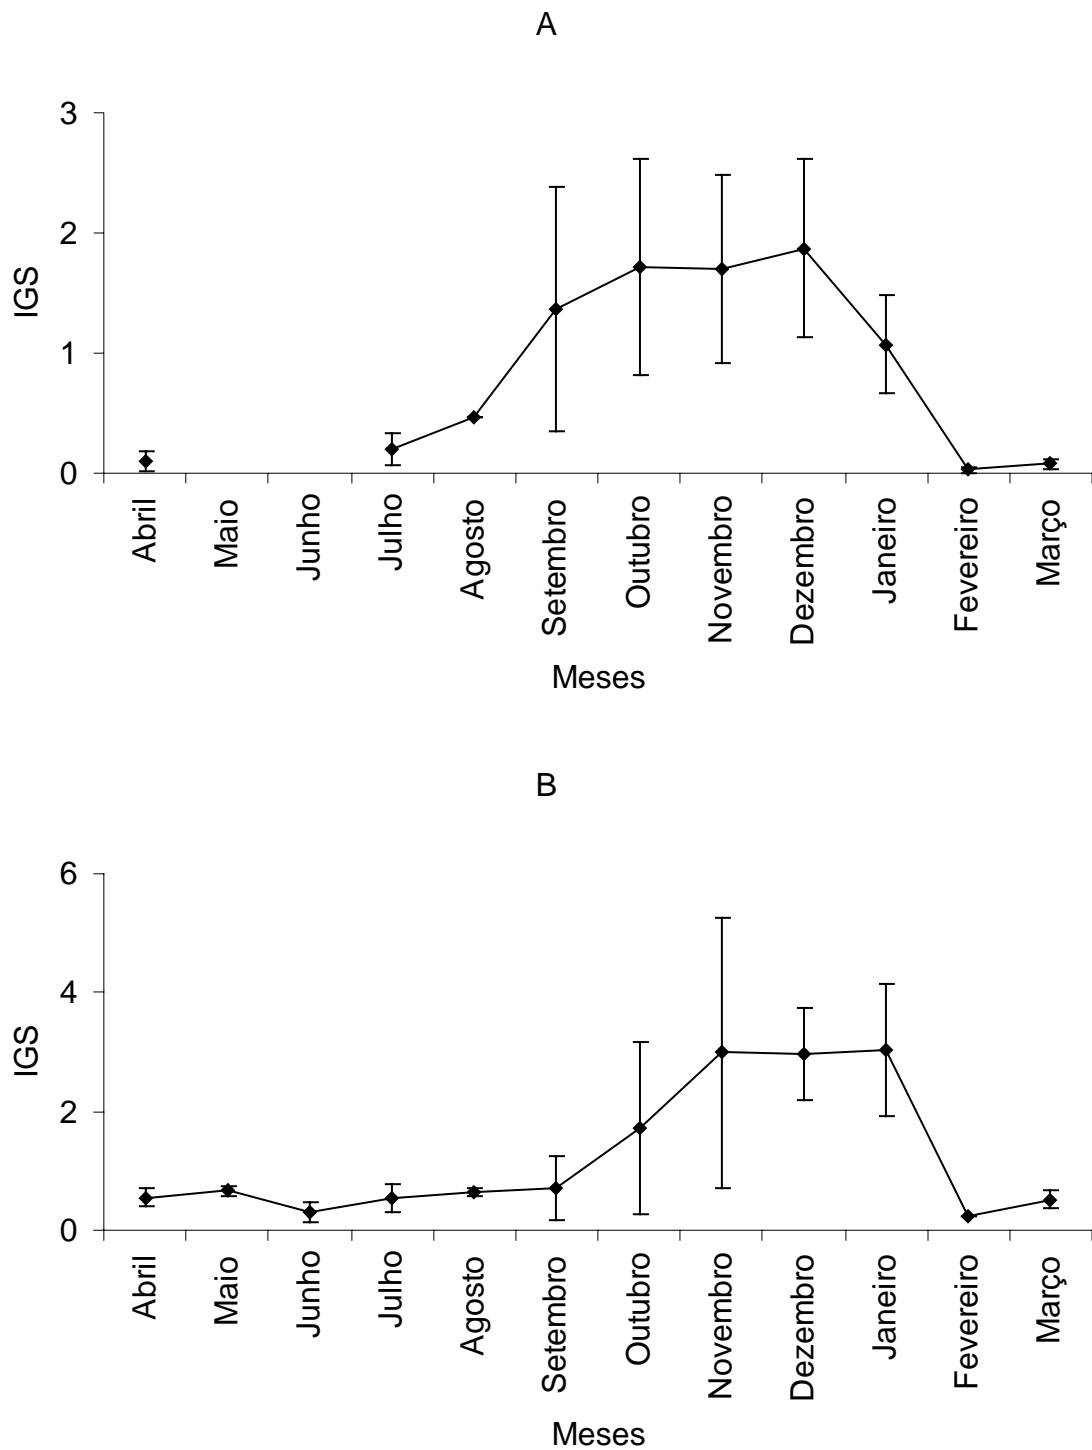 A
3
2
1
0
IGS
Abril
Maio
Junho
Julho
Agosto
Setembro
Outubro
Novembro
Dezembro
Janeiro
Fevereiro
Março
Meses
B
6
4
2
0
IGS
Abril
Maio
Junho
Julho
Agosto
Setembro
Outubro
Novembro
Dezembro
Janeiro
Fevereiro
Março
Meses